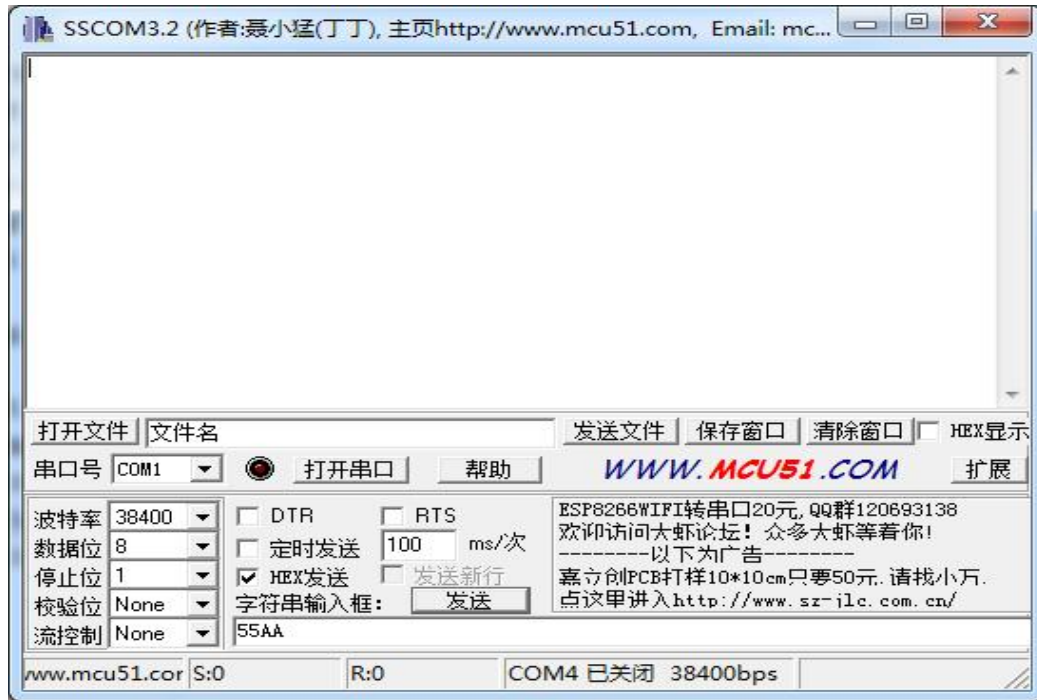 SSCOM3.2 (作者:聂小猛(丁丁), 主页http://www.mcu51.com, Email: mc...
打开文件 文件名 发送文件 保存窗口 清除窗口 HEX显示
串口号 COM1 打开串口 帮助 WWW.MCU51.COM 扩展
波特率 38400
数据位 8
停止位 1
校验位 None
流控制 None
DTR RTS
定时发送 100 ms/次
HEX发送 发送新行
字符串输入框: 发送
55AA
ESP8266WIFI转串口20元,QQ群120693138
欢迎访问大虾论坛! 众多大虾等着你!
--------以下为广告--------
嘉立创PCB打样10*10cm只要50元.请找小万.
点这里进入http://www.sz-jlc.com.cn/
www.mcu51.cor S:0 R:0 COM4 已关闭 38400bps